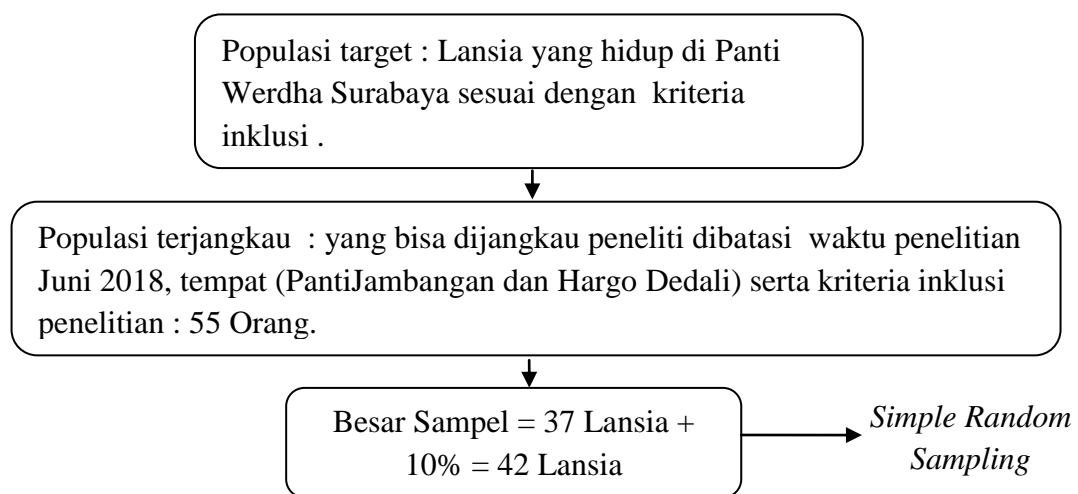 Populasi target : Lansia yang hidup di Panti
Werdha Surabaya sesuai dengan kriteria
inklusi .
Populasi terjangkau : yang bisa dijangkau peneliti dibatasi waktu penelitian
Juni 2018, tempat (PantiJambangan dan Hargo Dedali) serta kriteria inklusi
penelitian : 55 Orang.
Besar Sampel = 37 Lansia +
10% = 42 Lansia
Simple Random
Sampling